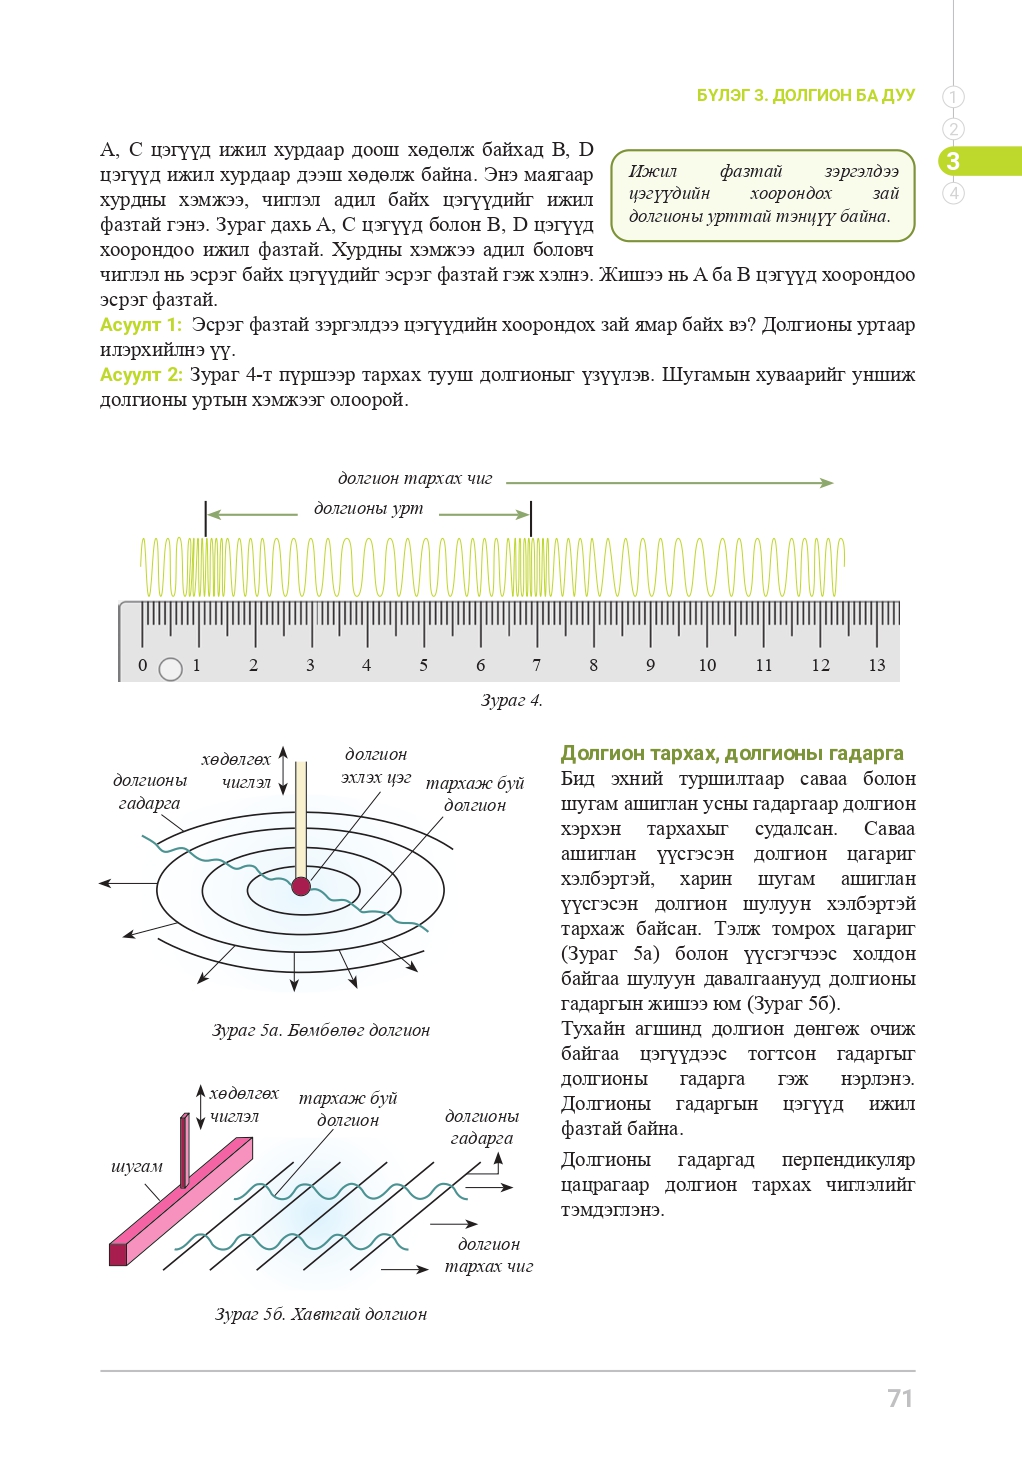 БҮЛЭГ 3. ДОЛГИОН БА ДУУ
1
2
3
4
A, C цэгүүд ижил хурдаар доош хөдөлж байхад B, D
цэгүүд ижил хурдаар дээш хөдөлж байна. Энэ маягаар
хурдны хэмжээ, чиглэл адил байх цэгүүдийг ижил
фазтай гэнэ. Зураг дахь A, C цэгүүд болон B, D цэгүүд
хоорондоо ижил фазтай. Хурдны хэмжээ адил боловч
чиглэл нь эсрэг байх цэгүүдийг эсрэг фазтай гэж хэлнэ. Жишээ нь A ба B цэгүүд хоорондоо
эсрэг фазтай.
Ижил фазтай зэргэлдээ
цэгүүдийн хоорондох зай
долгионы урттай тэнцүү байна.
Асуулт 1: Эсрэг фазтай зэргэлдээ цэгүүдийн хоорондох зай ямар байх вэ? Долгионы уртаар
илэрхийлнэ үү.
Асуулт 2: Зураг 4-т пүршээр тархах тууш долгионыг үзүүлэв. Шугамын хуваарийг уншиж
долгионы уртын хэмжээг олоорой.
долгион тархах чиг
долгионы урт
0 1 2 3 4 5 6 7 8 9 10 11 12 13
Зураг 4.
хөдөлгөх
чиглэл
долгион
эхлэх цэг
долгионы
гадарга
тархаж буй
долгион
Зураг 5а. Бөмбөлөг долгион
хөдөлгөх
чиглэл
тархаж буй
долгион
долгионы
гадарга
шугам
долгион
тархах чиг
Зураг 5б. Хавтгай долгион
Долгион тархах, долгионы гадарга
Бид эхний туршилтаар саваа болон
шугам ашиглан усны гадаргаар долгион
хэрхэн тархахыг судалсан. Саваа
ашиглан үүсгэсэн долгион цагариг
хэлбэртэй, харин шугам ашиглан
үүсгэсэн долгион шулуун хэлбэртэй
тархаж байсан. Тэлж томрох цагариг
(Зураг 5а) болон үүсгэгчээс холдон
байгаа шулуун давалгаанууд долгионы
гадаргын жишээ юм (Зураг 5б).
Тухайн агшинд долгион дөнгөж очиж
байгаа цэгүүдээс тогтсон гадаргыг
долгионы гадарга гэж нэрлэнэ.
Долгионы гадаргын цэгүүд ижил
фазтай байна.
Долгионы гадаргад перпендикуляр
цацрагаар долгион тархах чиглэлийг
тэмдэглэнэ.
71